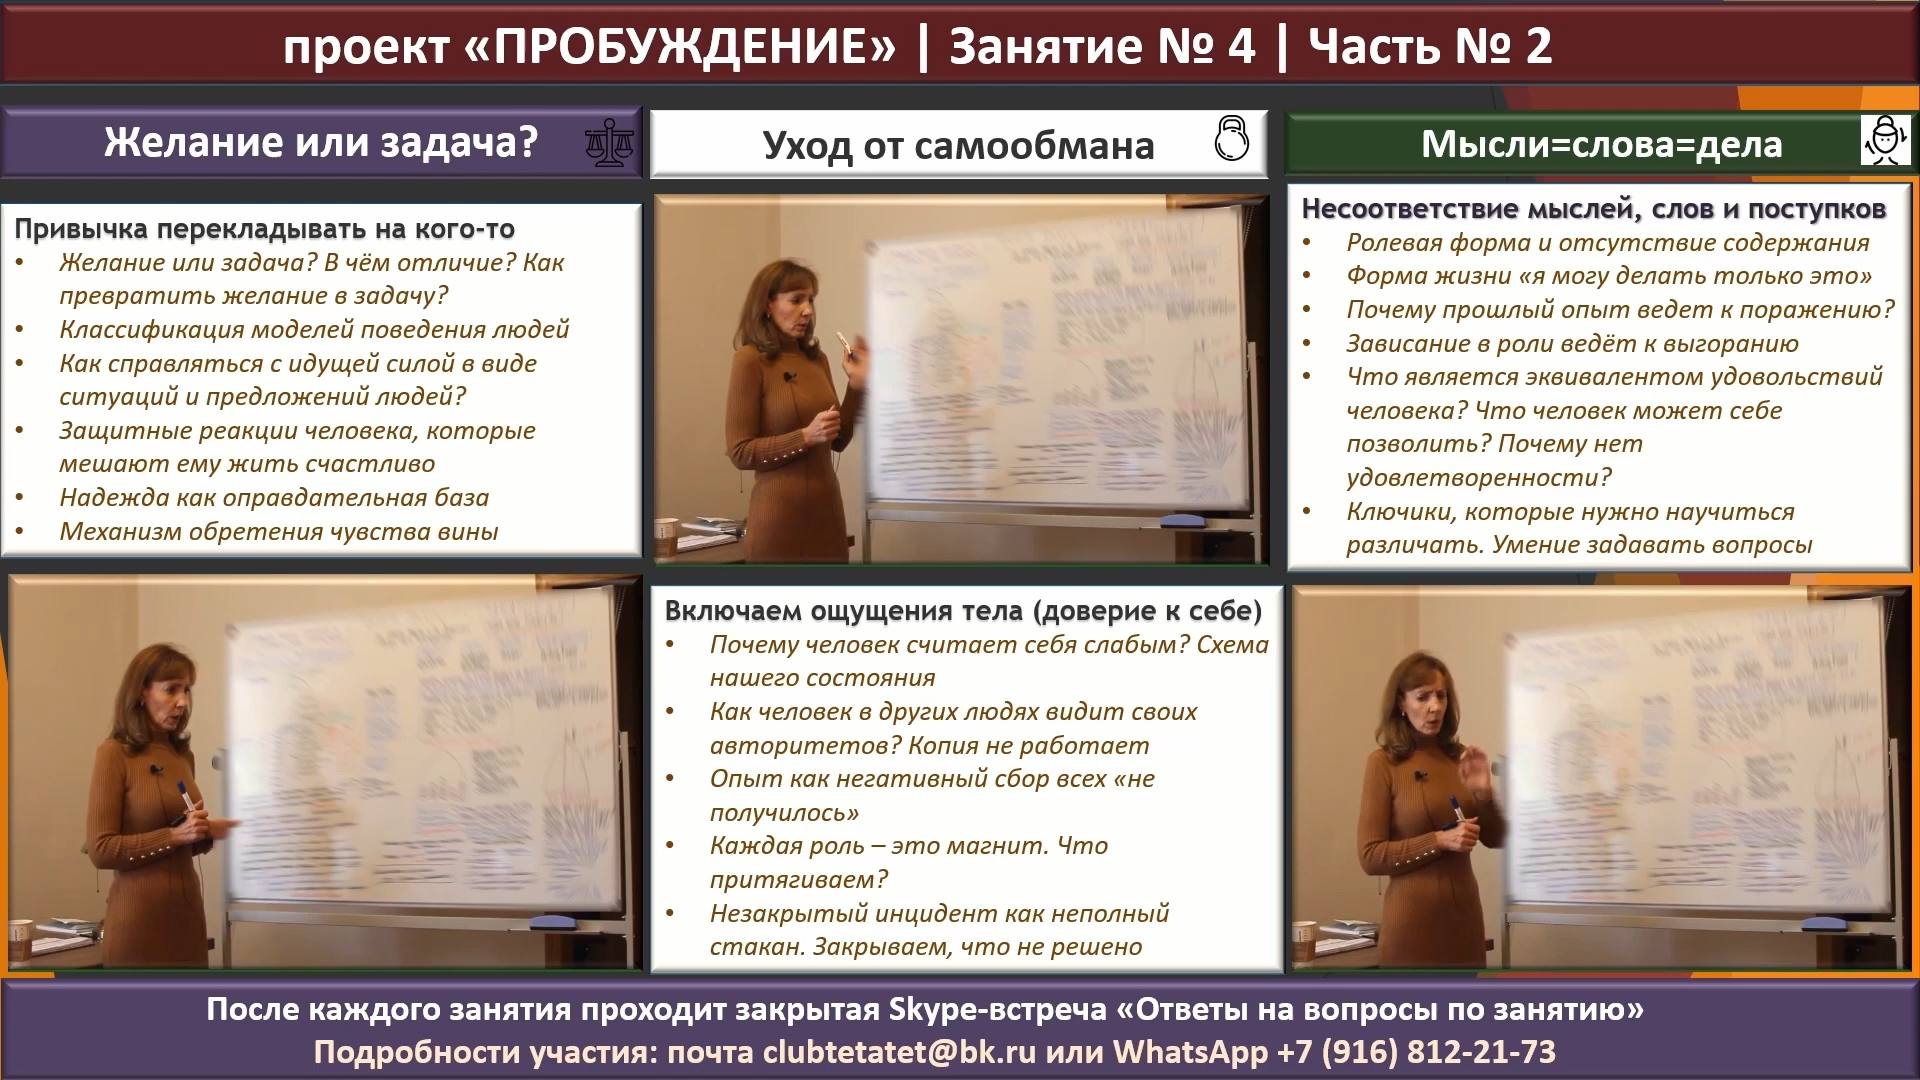 проект «ПРОБУЖДЕНИЕ» | Занятие № 4 | Часть № 2
Желание или задача?
Привычка перекладывать на кого-то
• Желание или задача? В чём отличие? Как
превратить желание в задачу?
• Классификация моделей поведения людей
• Как справляться с идущей силой в виде
ситуаций и предложений людей?
• Защитные реакции человека, которые
мешают ему жить счастливо
• Надежда как оправдательная база
• Механизм обретения чувства вины
Уход от самообмана
Включаем ощущения тела (доверие к себе)
• Почему человек считает себя слабым? Схема
нашего состояния
• Как человек в других людях видит своих
авторитетов? Копия не работает
• Опыт как негативный сбор всех «не
получилось»
• Каждая роль – это магнит. Что
притягиваем?
• Незакрытый инцидент как неполный
стакан. Закрываем, что не решено
Мысли=слова=дела
Несоответствие мыслей, слов и поступков
• Ролевая форма и отсутствие содержания
• Форма жизни «я могу делать только это»
• Почему прошлый опыт ведет к поражению?
• Зависание в роли ведёт к выгоранию
• Что является эквивалентом удовольствий
человека? Что человек может себе
позволить? Почему нет
удовлетворенности?
• Ключики, которые нужно научиться
различать. Умение задавать вопросы
После каждого занятия проходит закрытая Skype-встреча «Ответы на вопросы по занятию»
Подробности участия: почта clubtetatet@bk.ru или WhatsApp +7 (916) 812-21-73